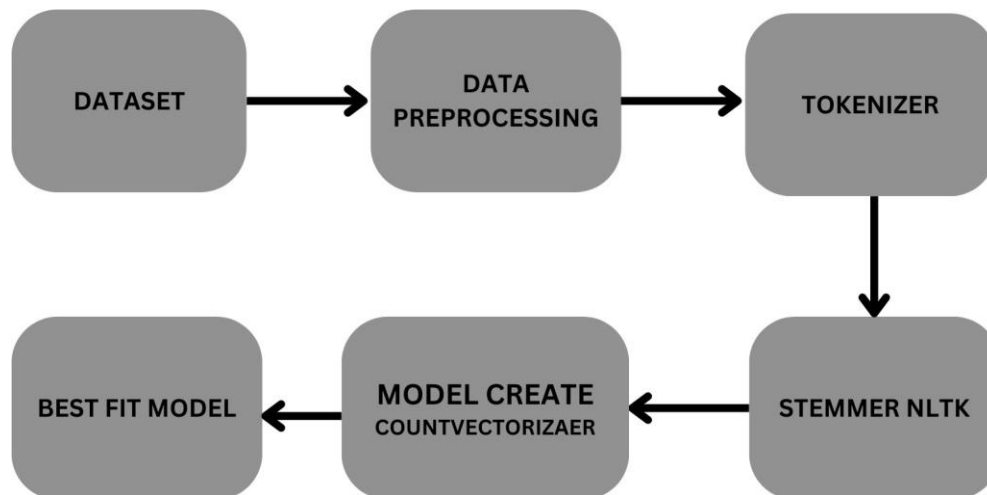 DATASET
DATA
PREPROCESSING
TOKENIZER
STEMMER NLTK
MODEL CREATE
COUNTVECTORIZAER
BEST FIT MODEL